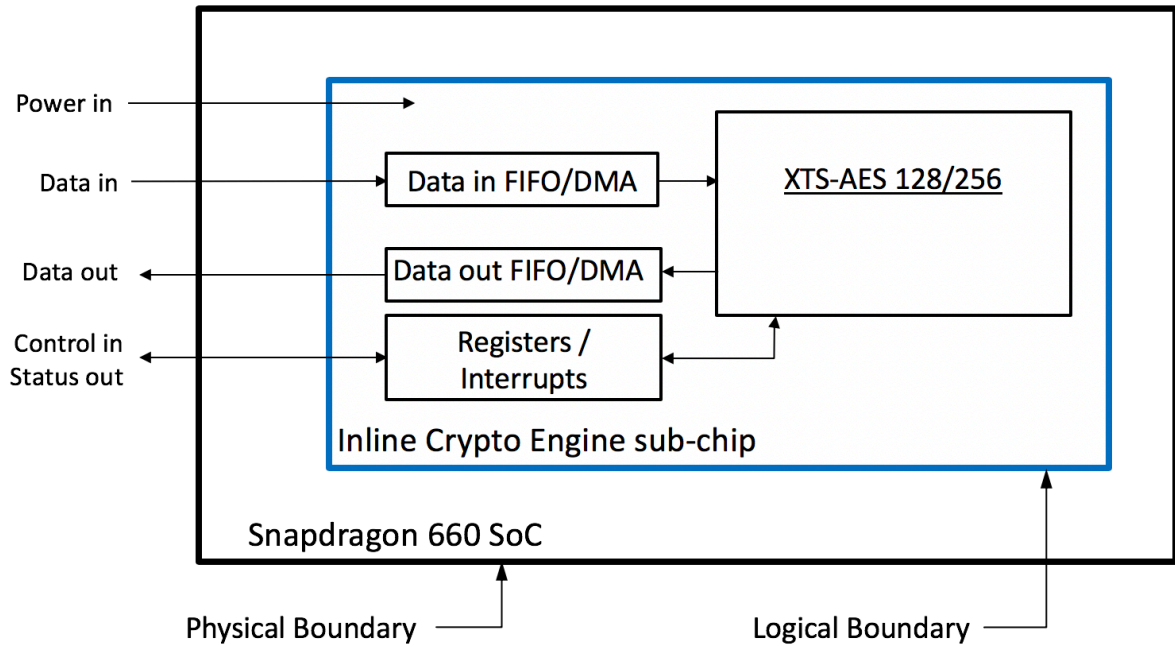 Power in
Data in
Data in FIFO/DMA
XTS-AES 128/256
Data out
Data out FIFO/DMA
Control in
Status out
Registers /
Interrupts
Inline Crypto Engine sub-chip
Snapdragon 660 SoC
Physical Boundary
Logical Boundary